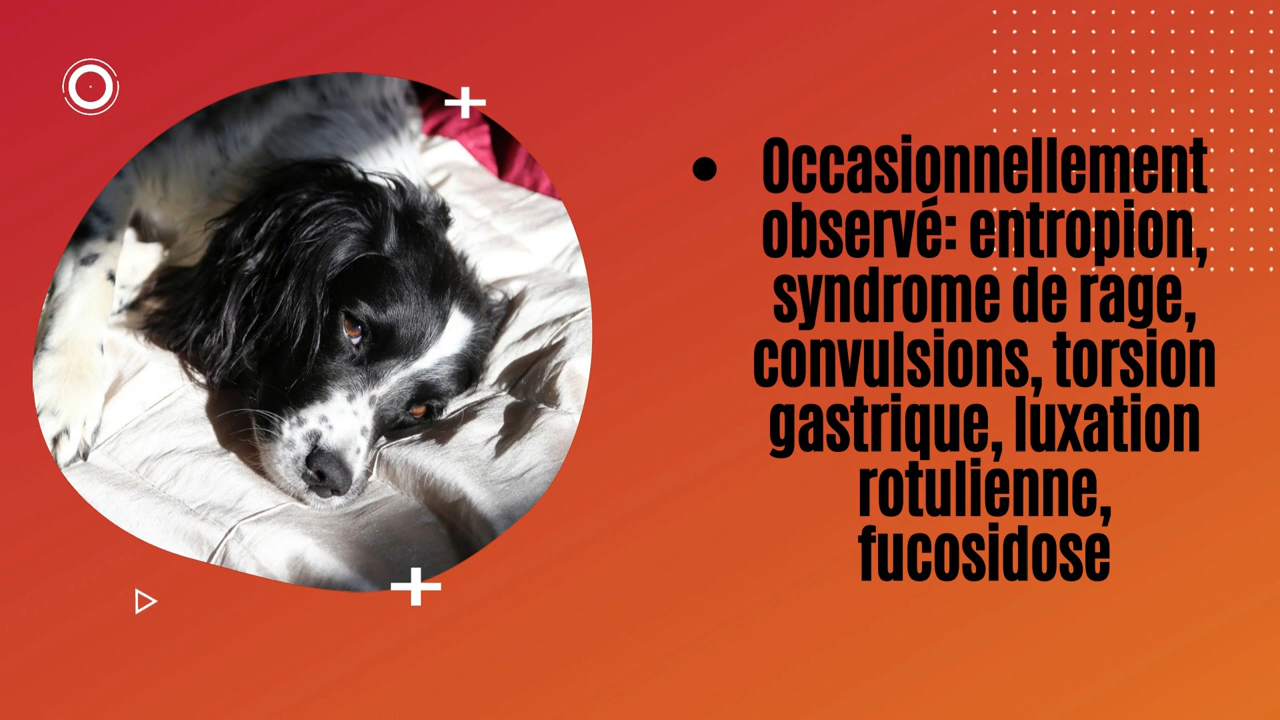 • Occasionnellement
observé: entropion,
syndrome de rage,
convulsions, torsion
gastrique, luxation
rotulienne,
fucosidose